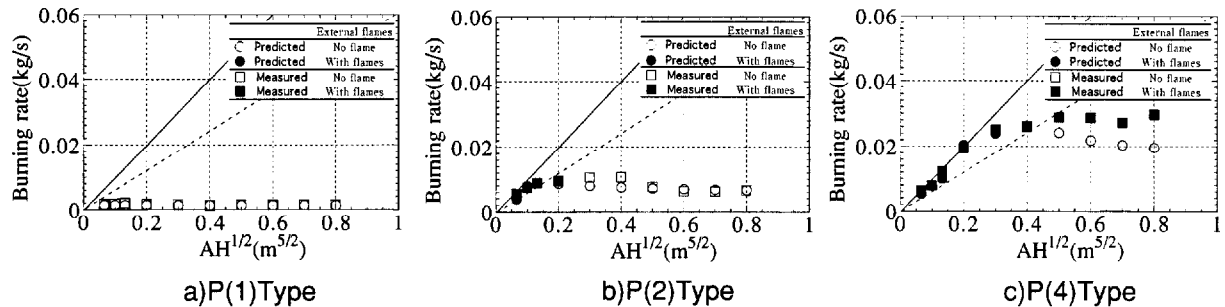 0.06
0.04
0.02
0
Burning rate(kg/s)
External flames
Predicted No flame
Predicted With flames
Measured No flame
Measured With flames
0 0.2 0.4 0.6 0.8 1
AH1/2(m5/2)
a)P(1)Type
0.06
0.04
0.02
0
Burning rate(kg/s)
External flames
Predicted No flame
Predicted With flames
Measured No flame
Measured With flames
0 0.2 0.4 0.6 0.8 1
AH1/2(m5/2)
b)P(2)Type
0.06
0.04
0.02
0
Burning rate(kg/s)
External flames
Predicted No flame
Predicted With flames
Measured No flame
Measured With flames
0 0.2 0.4 0.6 0.8 1
AH1/2(m5/2)
c)P(4)Type